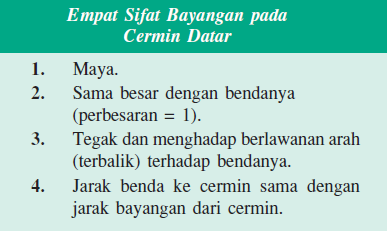 Empat Sifat Bayangan pada
Cermin Datar
1. Maya.
2. Sama besar dengan bendanya
(perbesaran = 1).
3. Tegak dan menghadap berlawanan arah
(terbalik) terhadap bendanya.
4. Jarak benda ke cermin sama dengan
jarak bayangan dari cermin.